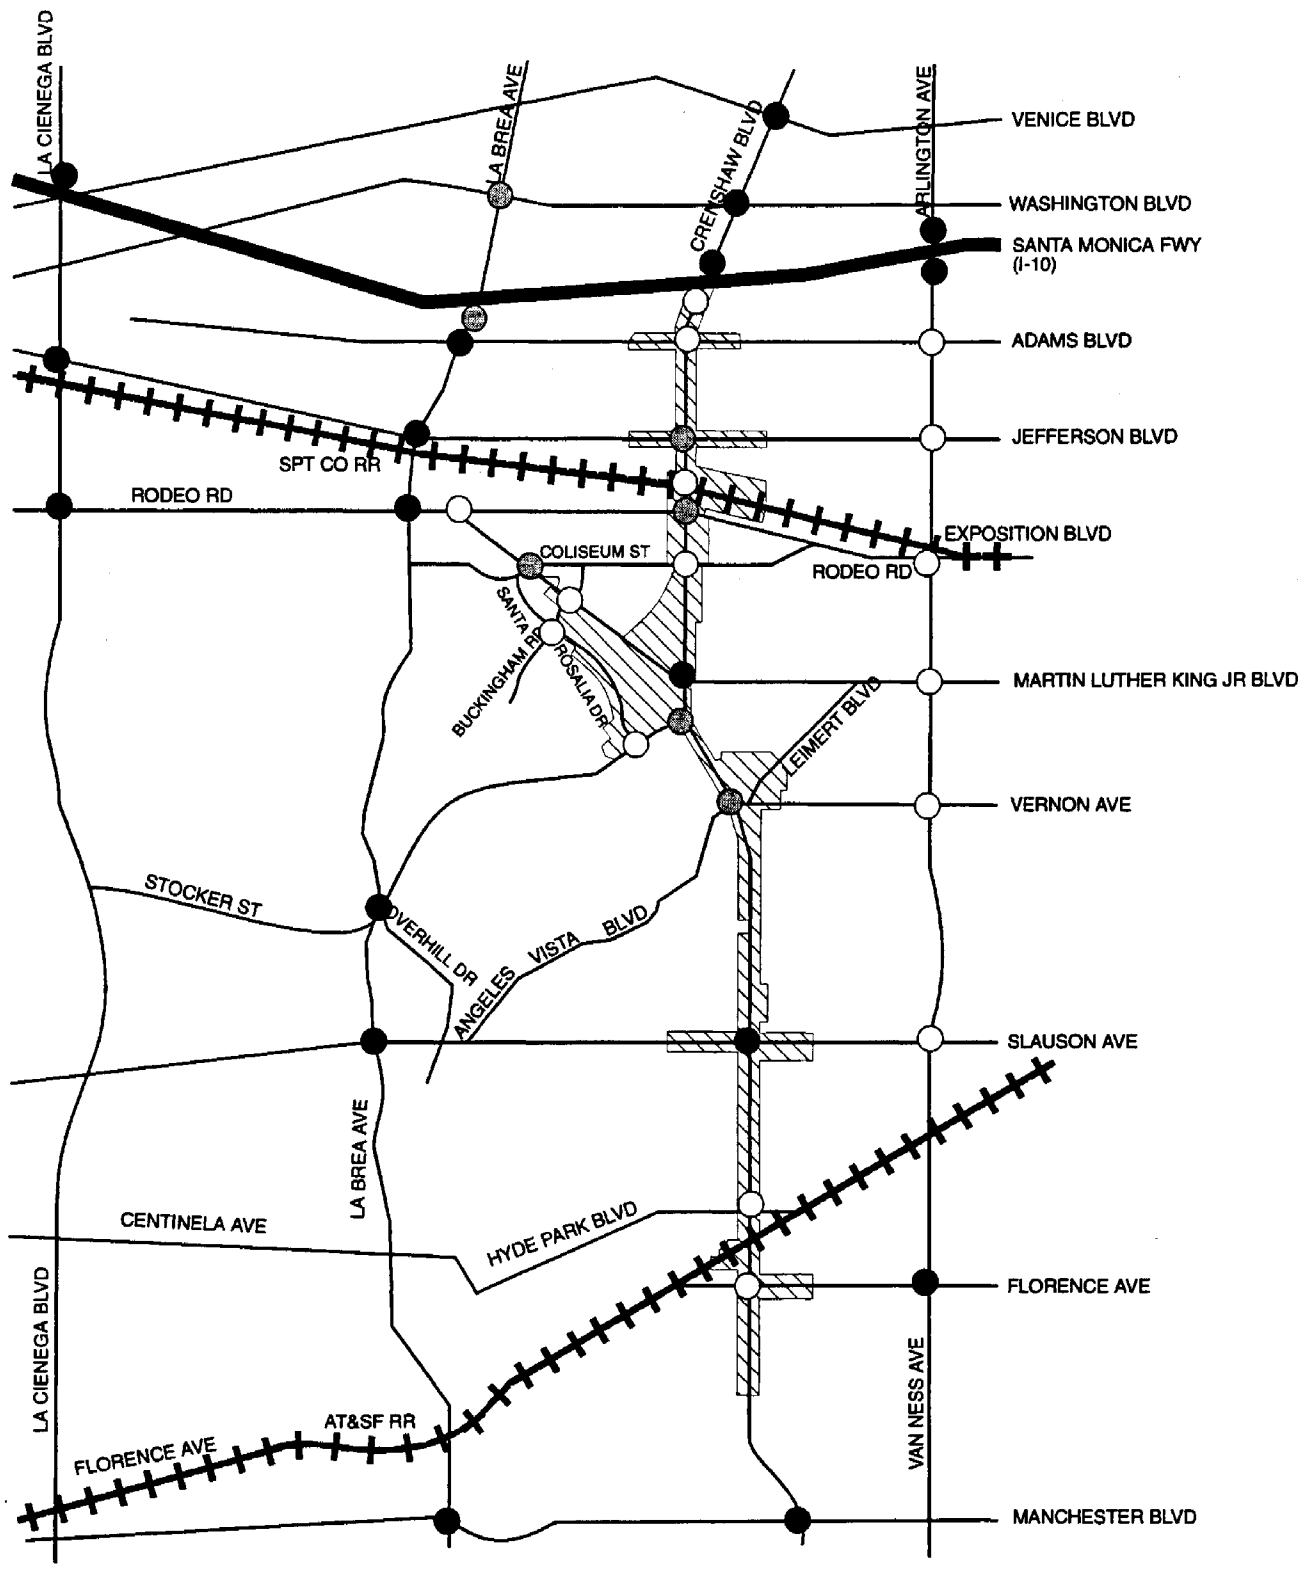 LA CIENEGA BLVD
LA BREA AVE
CRENSHAW BLVD
ARLINGTON AVE
VENICE BLVD
WASHINGTON BLVD
SANTA MONICA FWY
(I-10)
ADAMS BLVD
JEFFERSON BLVD
SPT CO RR
RODEO RD
EXPOSITION BLVD
COLISEUM ST
RODEO RD
SANTA
ROSALIA DR
BUCKINGHAM RD
MARTIN LUTHER KING JR BLVD
LEIMERT BLVD
VERNON AVE
STOCKER ST
OVERHILL DR
ANGELES VISTA BLVD
SLAUSON AVE
LA BREA AVE
CENTINELA AVE
HYDE PARK BLVD
FLORENCE AVE
LA CIENEGA BLVD
VAN NESS AVE
AT&SF RR
FLORENCE AVE
MANCHESTER BLVD